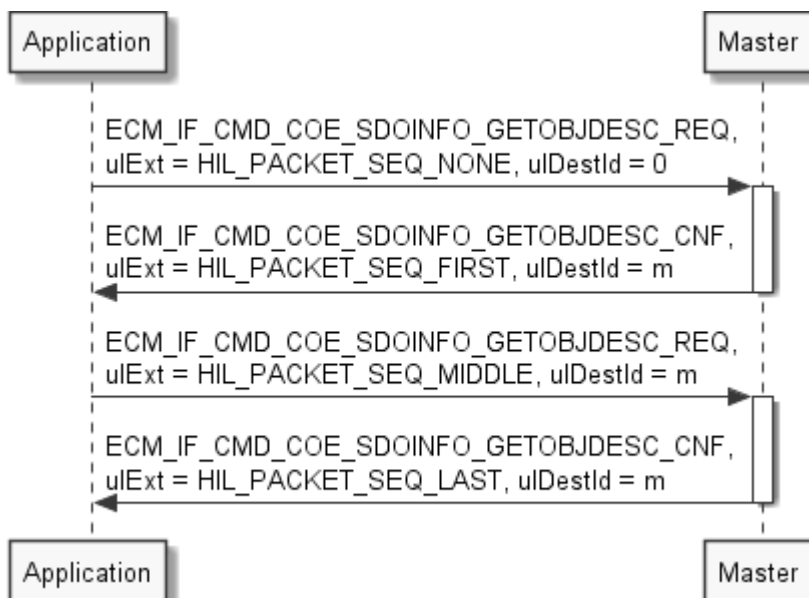 Application Master
ECM_IF_CMD_COE_SDOINFO_GETOBJDESC_REQ,
ulExt = HIL_PACKET_SEQ_NONE, ulDestId = 0
ECM_IF_CMD_COE_SDOINFO_GETOBJDESC_CNF,
ulExt = HIL_PACKET_SEQ_FIRST, ulDestId = m
ECM_IF_CMD_COE_SDOINFO_GETOBJDESC_REQ,
ulExt = HIL_PACKET_SEQ_MIDDLE, ulDestId = m
ECM_IF_CMD_COE_SDOINFO_GETOBJDESC_CNF,
ulExt = HIL_PACKET_SEQ_LAST, ulDestId = m
Application Master